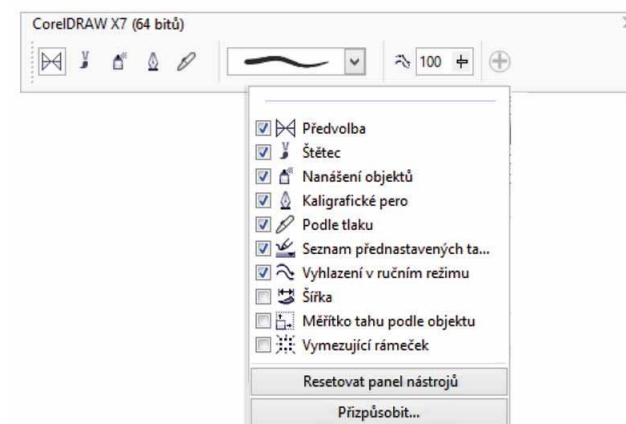 CorelDRAW X7 (64 bitů)
100
Předvolba
Štětec
Nanášení objektů
Kaligrafické pero
Podle tlaku
Seznam přednastavených ta...
Vyhlazení v ručním režimu
Šířka
Měřítko tahu podle objektu
Vymezující rámeček
Resetovat panel nástrojů
Přizpůsobit...